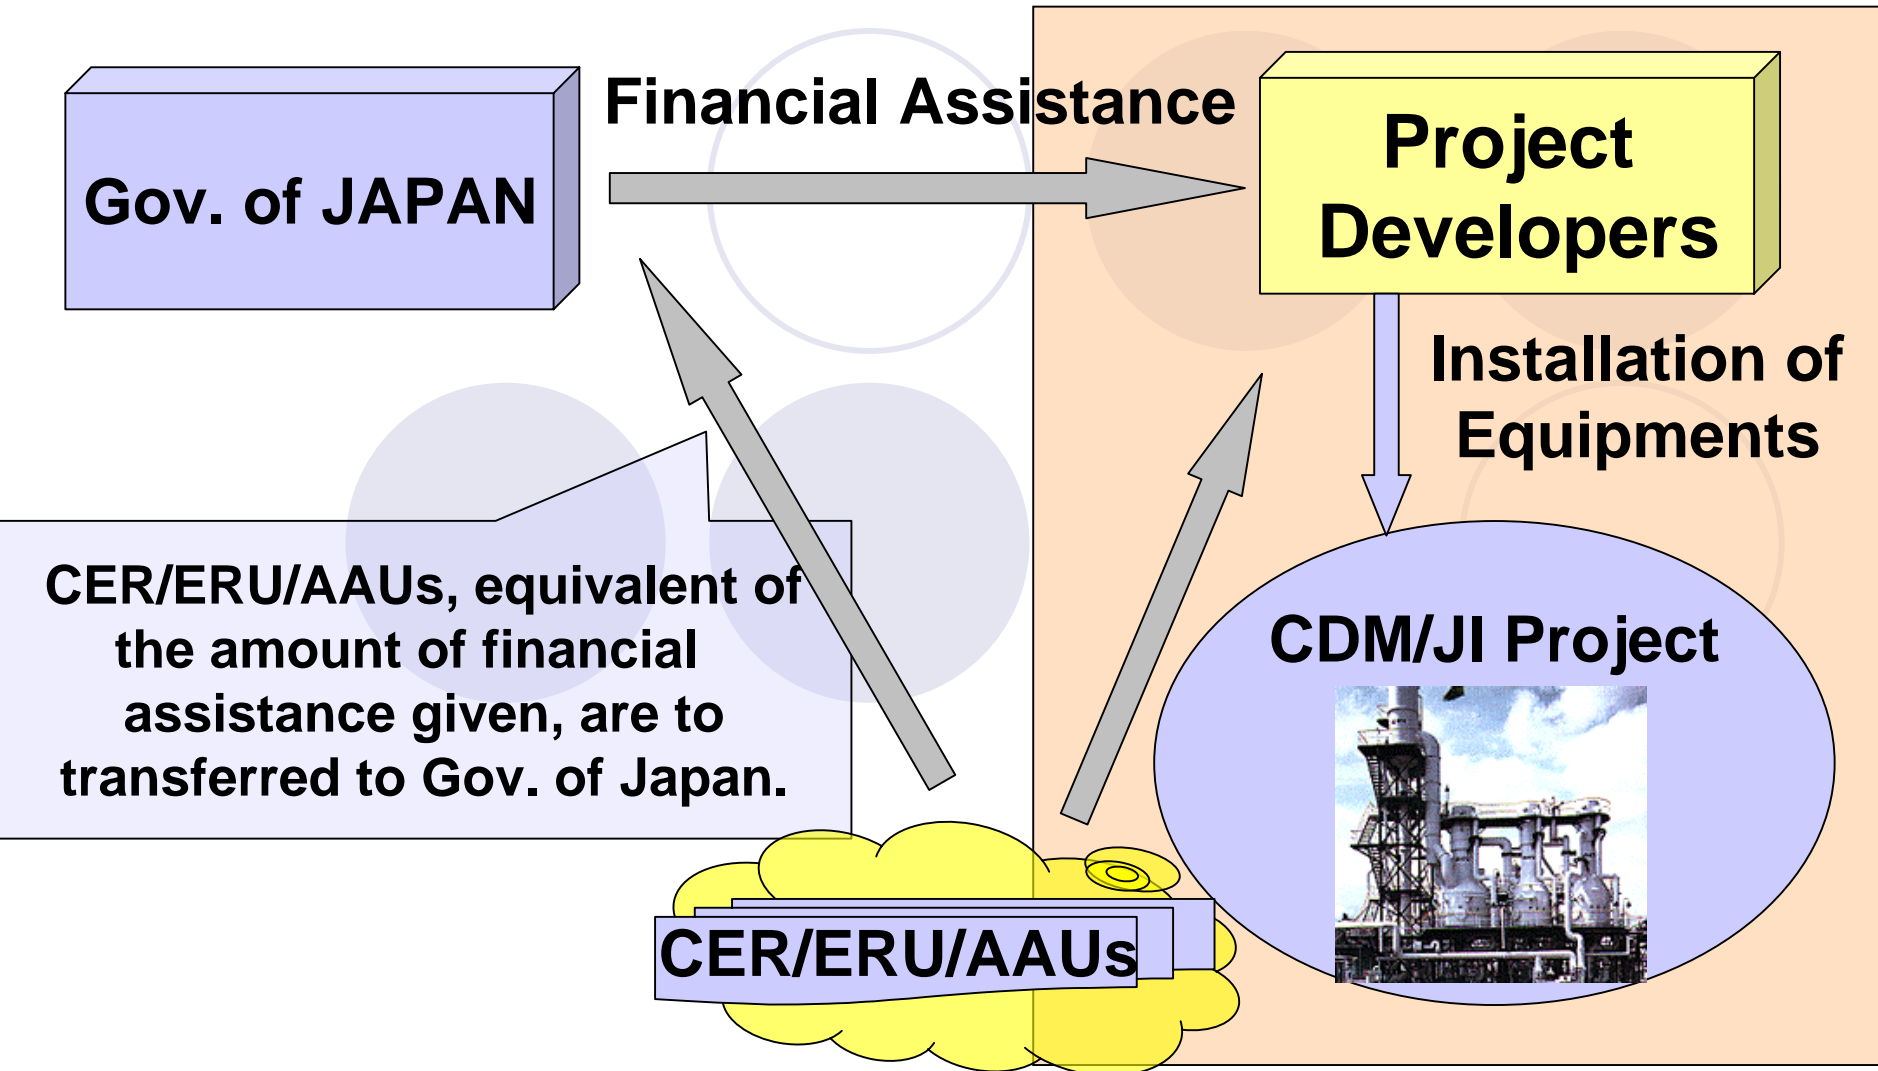 Financial Assistance
Gov. of JAPAN
Project
Developers
Installation of
Equipments
CER/ERU/AAUs, equivalent of
the amount of financial
assistance given, are to
transferred to Gov. of Japan.
CDM/JI Project
CER/ERU/AAUs